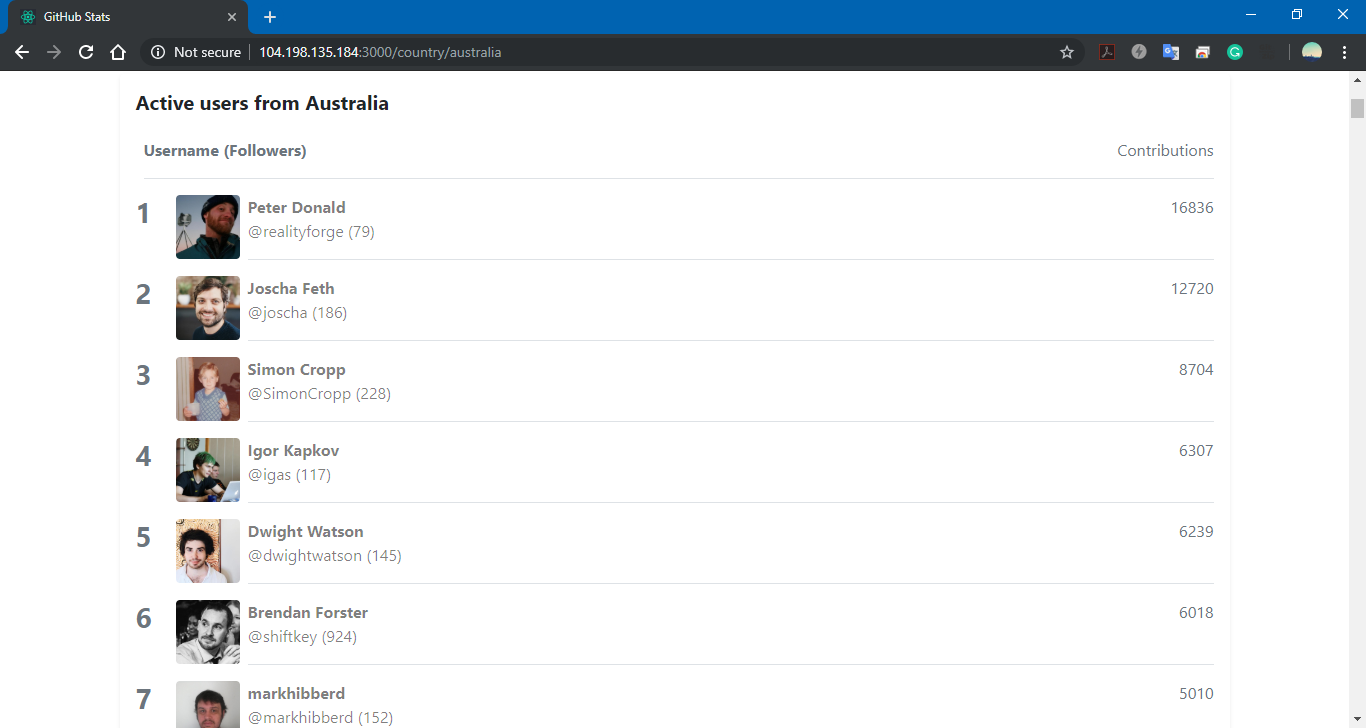 GitHub Stats
Not secure | 104.198.135.184:3000/country/australia
Active users from Australia
Username (Followers) Contributions
1 Peter Donald 16836
@realityforge (79)
2 Joscha Feth 12720
@joscha (186)
3 Simon Cropp 8704
@SimonCropp (228)
4 Igor Kapkov 6307
@igas (117)
5 Dwight Watson 6239
@dwightwatson (145)
6 Brendan Forster 6018
@shiftkey (924)
7 markhibberd 5010
@markhibberd (152)